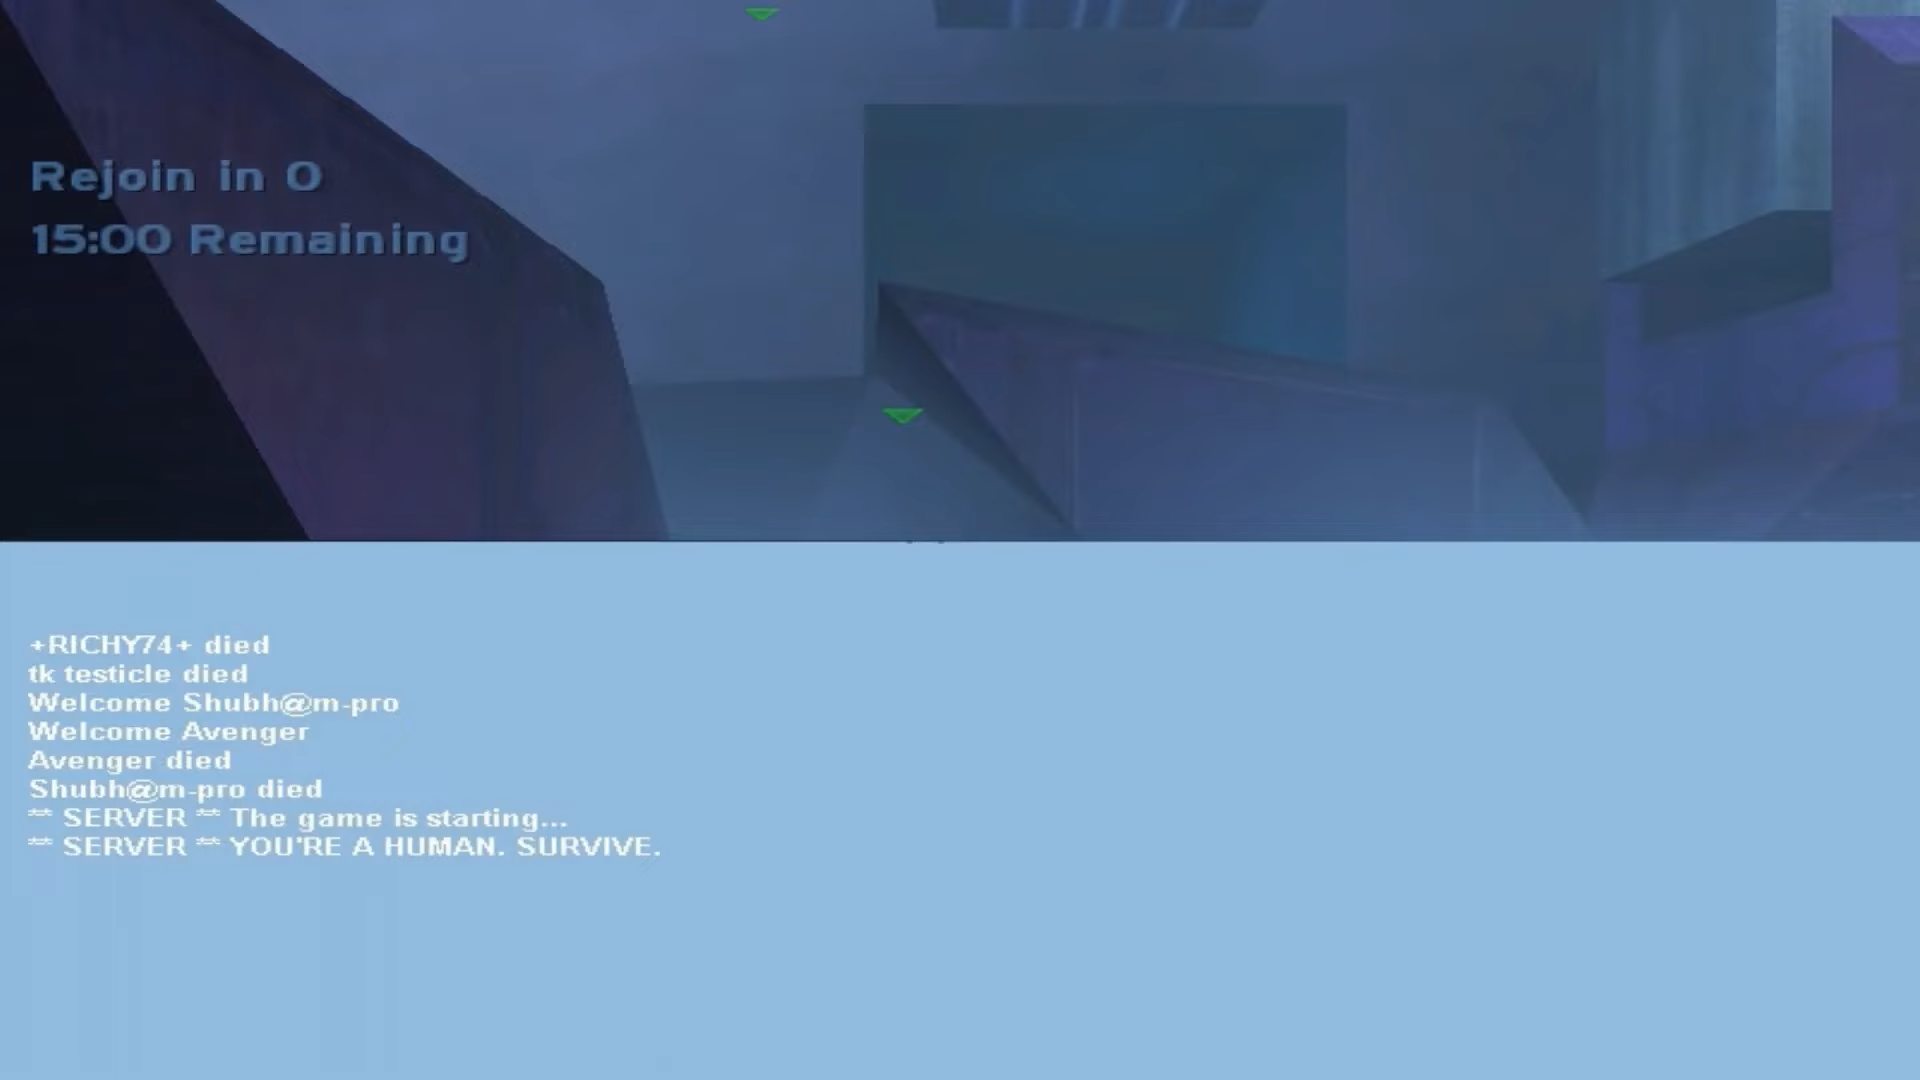 Rejoin in 0
15:00 Remaining
+RICHY74+ died
tk testicle died
Welcome Shubh@m-pro
Welcome Avenger
Avenger died
Shubh@m-pro died
** SERVER ** The game is starting...
** SERVER ** YOU'RE A HUMAN. SURVIVE.